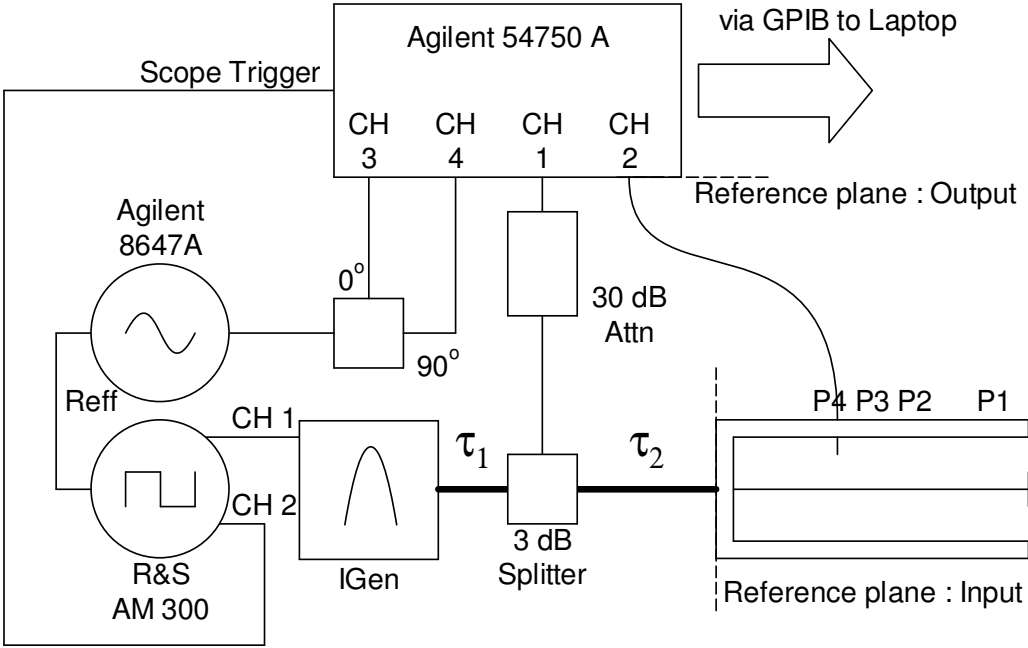 Agilent 54750 A
via GPIB to Laptop
Scope Trigger
CH
3
CH
4
CH
1
CH
2
Reference plane : Output
Agilent
8647A
0°
90°
30 dB
Attn
Reff
CH 1
CH 2
τ1
τ2
P4 P3 P2 P1
R&S
AM 300
IGen
3 dB
Splitter
Reference plane : Input